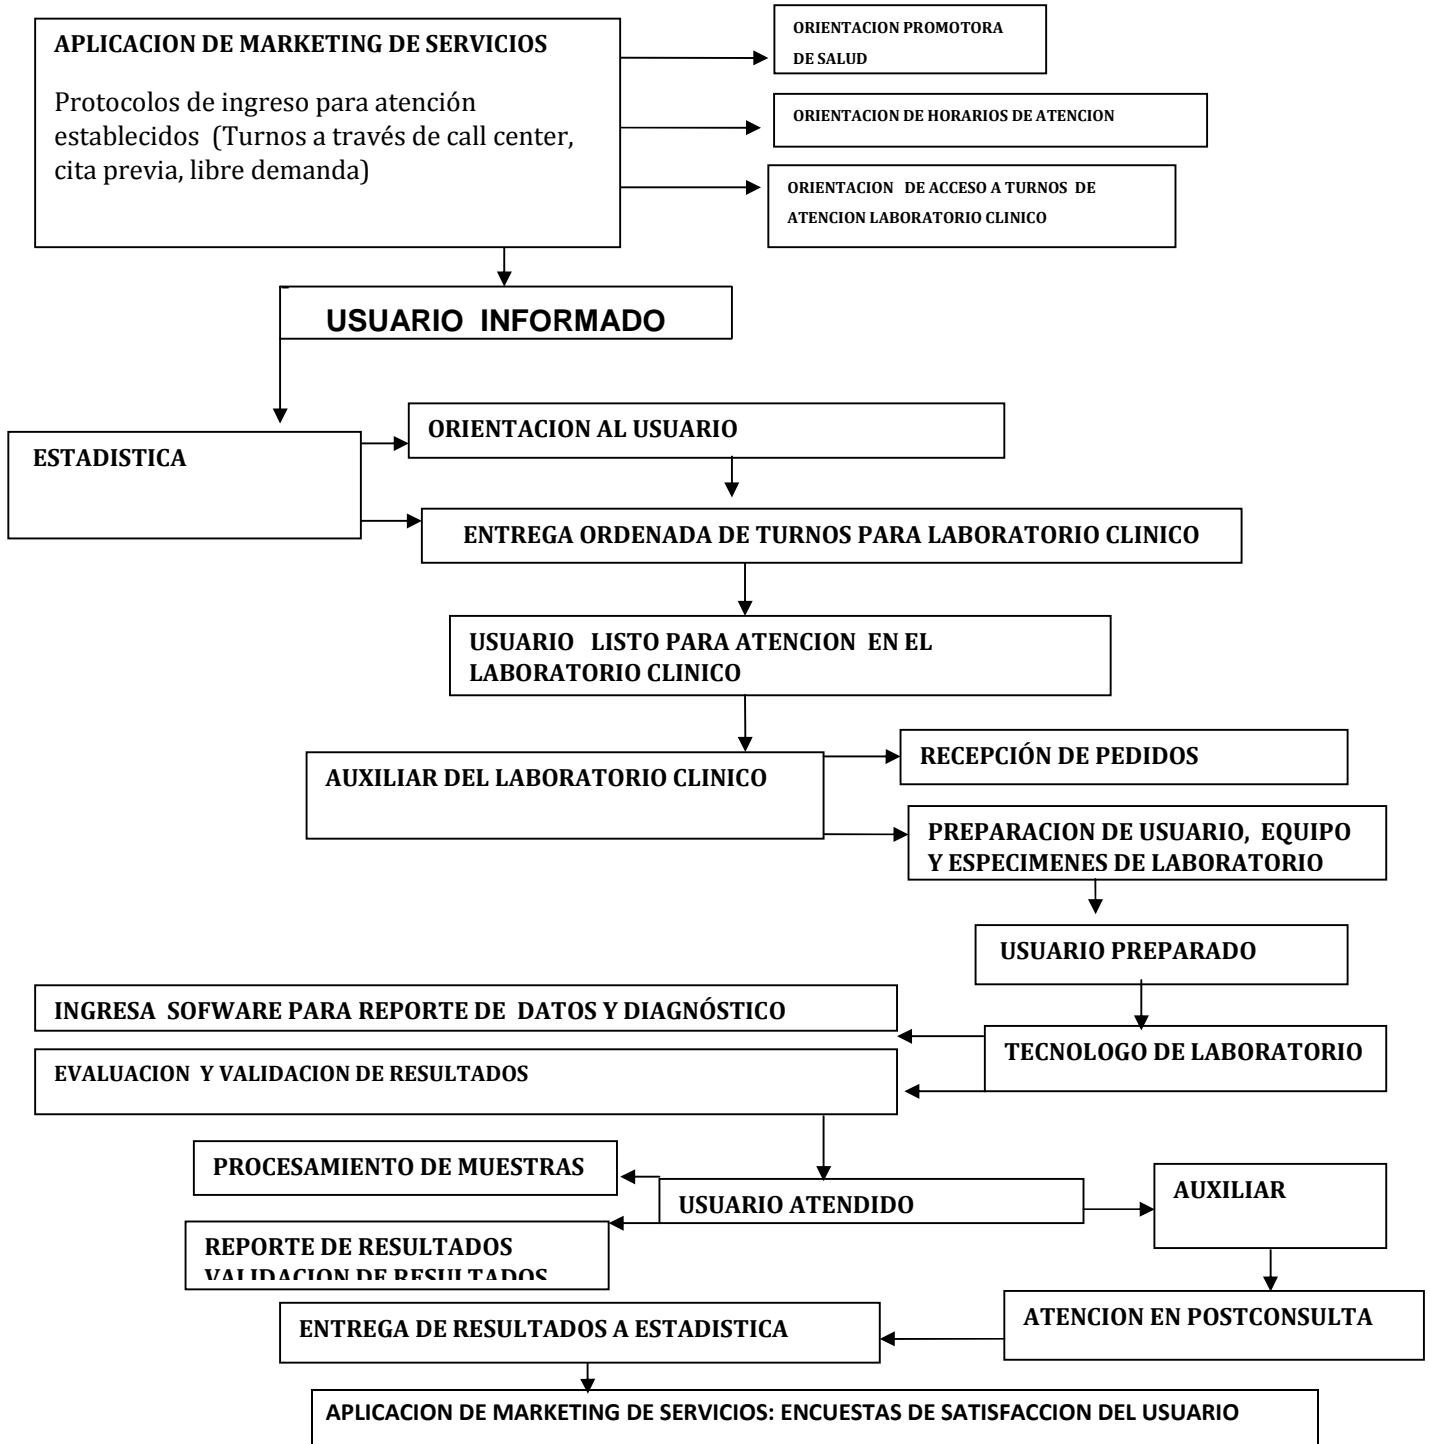 APLICACION DE MARKETING DE SERVICIOS
Protocolos de ingreso para atención
establecidos (Turnos a través de call center,
cita previa, libre demanda)
ORIENTACION PROMOTORA
DE SALUD
ORIENTACION DE HORARIOS DE ATENCION
ORIENTACION DE ACCESO A TURNOS DE
ATENCION LABORATORIO CLINICO
USUARIO INFORMADO
ESTADISTICA
ORIENTACION AL USUARIO
ENTREGA ORDENADA DE TURNOS PARA LABORATORIO CLINICO
USUARIO LISTO PARA ATENCION EN EL
LABORATORIO CLINICO
AUXILIAR DEL LABORATORIO CLINICO
RECEPCIÓN DE PEDIDOS
PREPARACION DE USUARIO, EQUIPO
Y ESPECIMENES DE LABORATORIO
USUARIO PREPARADO
INGRESA SOFWARE PARA REPORTE DE DATOS Y DIAGNÓSTICO
TECNOLOGO DE LABORATORIO
EVALUACION Y VALIDACION DE RESULTADOS
PROCESAMIENTO DE MUESTRAS
USUARIO ATENDIDO
AUXILIAR
REPORTE DE RESULTADOS
VALIDACION DE RESULTADOS
ATENCION EN POSTCONSULTA
ENTREGA DE RESULTADOS A ESTADISTICA
APLICACION DE MARKETING DE SERVICIOS: ENCUESTAS DE SATISFACCION DEL USUARIO